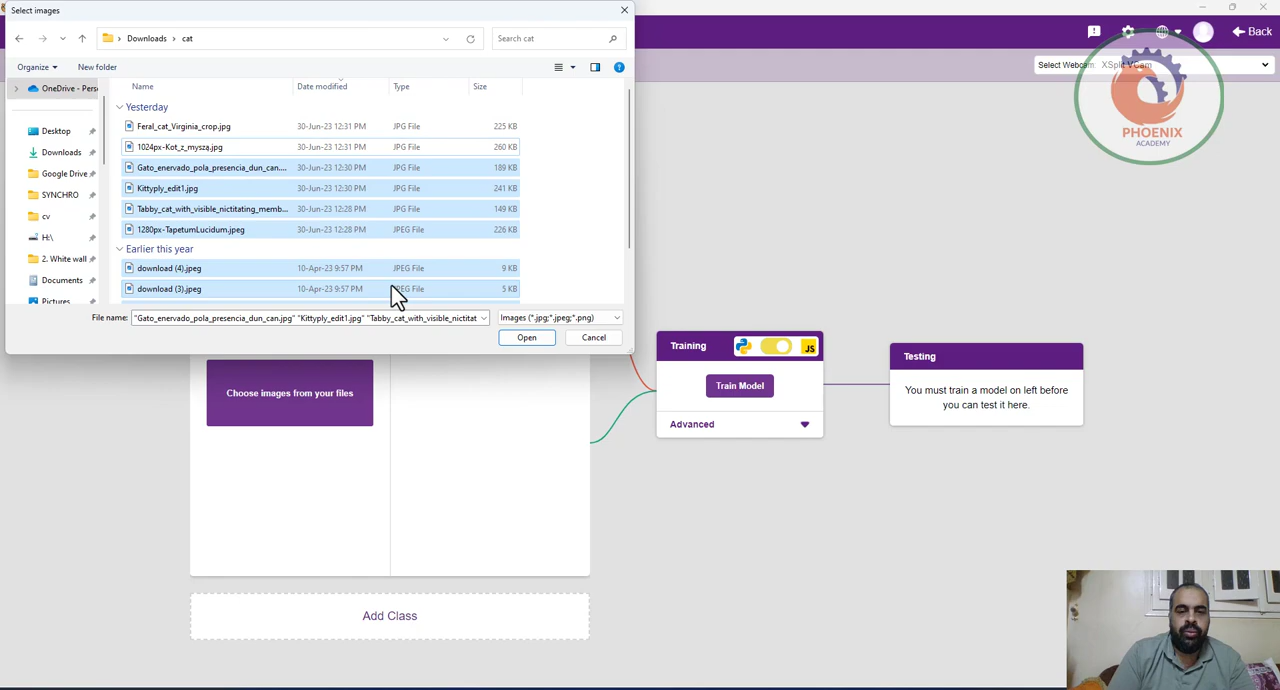 Select images
Back
Downloads > cat
Search cat
Select Webcam: XSplit VCam
Organize
New folder
Name
Date modified
Type
Size
OneDrive - Pers
Desktop
Downloads
Google Drive
SYNCHRO
cv
H:\
2. White wall
Documents
Pictures
Yesterday
Feral_cat_Virginia_crop.jpg 30-Jun-23 12:31 PM JPG File 225 KB
1024px-Kot_z_myszą.jpg 30-Jun-23 12:31 PM JPG File 260 KB
Gato_enervado_pola_presencia_dun_can.... 30-Jun-23 12:30 PM JPG File 189 KB
Kittyply_edit1.jpg 30-Jun-23 12:30 PM JPG File 241 KB
Tabby_cat_with_visible_nictitating_memb... 30-Jun-23 12:28 PM JPG File 149 KB
1280px-TapetumLucidum.jpeg 30-Jun-23 12:28 PM JPEG File 226 KB
Earlier this year
download (4).jpeg 10-Apr-23 9:57 PM JPEG File 9 KB
download (3).jpeg 10-Apr-23 9:57 PM JPEG File 5 KB
File name: "Gato_enervado_pola_presencia_dun_can.jpg" "Kittyply_edit1.jpg" "Tabby_cat_with_visible_nictitat
Images (*.jpg;*.jpeg;*.png)
Open
Cancel
PHOENIX
ACADEMY
Choose images from your files
Training
JS
Train Model
Advanced
Testing
You must train a model on left before
you can test it here.
Add Class